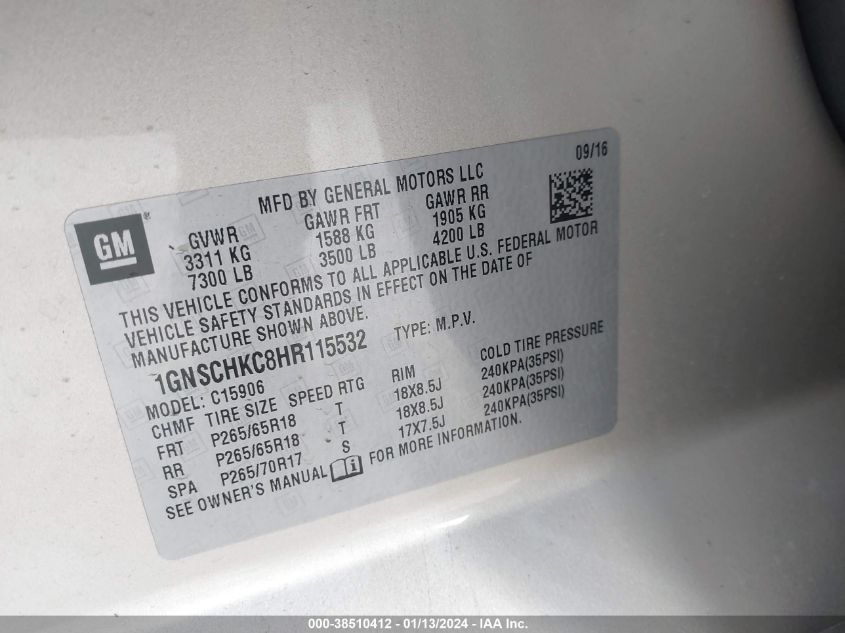 09/16
MFD BY GENERAL MOTORS LLC
GM®
GVWR GAWR FRT GAWR RR
3311 KG 1588 KG 1905 KG
7300 LB 3500 LB 4200 LB
THIS VEHICLE CONFORMS TO ALL APPLICABLE U.S. FEDERAL MOTOR
VEHICLE SAFETY STANDARDS IN EFFECT ON THE DATE OF
MANUFACTURE SHOWN ABOVE.
1GNSCHKC8HR115532 TYPE: M.P.V.
MODEL: C15906
CHMF TIRE SIZE SPEED RTG RIM COLD TIRE PRESSURE
FRT P265/65R18 T 18X8.5J 240KPA(35PSI)
RR P265/65R18 T 18X8.5J 240KPA(35PSI)
SPA P265/70R17 S 17X7.5J 240KPA(35PSI)
SEE OWNER'S MANUAL FOR MORE INFORMATION.
000-38510412 - 01/13/2024 - IAA Inc.